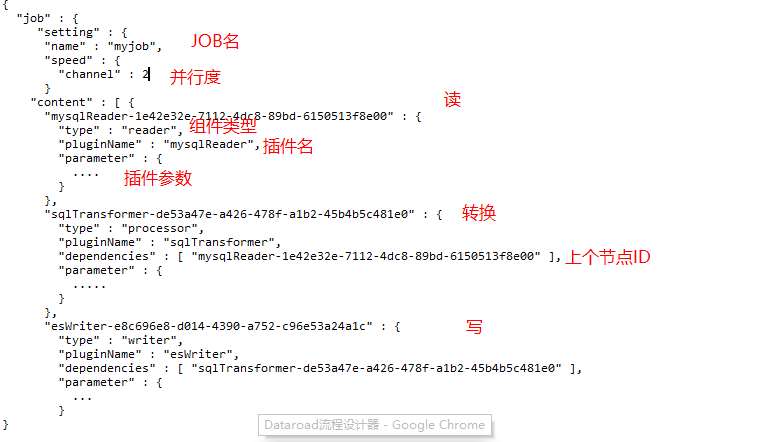 {
"job" : {
"setting" : {
"name" : "myjob", JOB名
"speed" : {
"channel" : 2 并行度
}
"content" : [ { 读
"mysqlReader-1e42e32e-7112-4dc8-89bd-6150513f8e00" : {
"type" : "reader", 组件类型
"pluginName" : "mysqlReader", 插件名
"parameter" : {
.... 插件参数
}
},
"sqlTransformer-de53a47e-a426-478f-a1b2-45b4b5c481e0" : { 转换
"type" : "processor",
"pluginName" : "sqlTransformer",
"dependencies" : [ "mysqlReader-1e42e32e-7112-4dc8-89bd-6150513f8e00" ], 上个节点ID
"parameter" : {
.....
}
},
"esWriter-e8c696e8-d014-4390-a752-c96e53a24a1c" : { 写
"type" : "writer",
"pluginName" : "esWriter",
"dependencies" : [ "sqlTransformer-de53a47e-a426-478f-a1b2-45b4b5c481e0" ],
"parameter" : {
...
}
}
Dataroad流程设计器 - Google Chrome